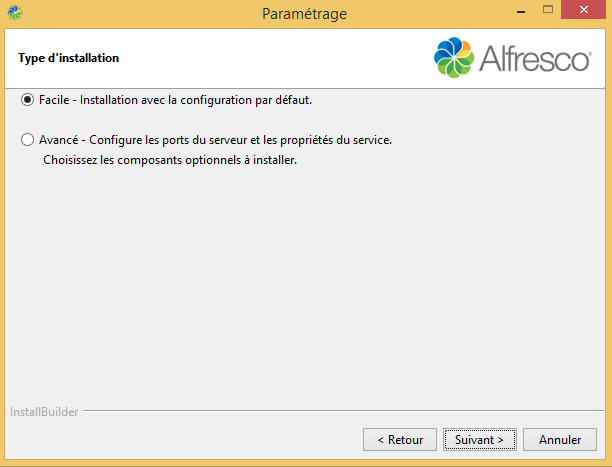 Paramétrage
Type d'installation
Alfresco
Facile - Installation avec la configuration par défaut.
Avancé - Configure les ports du serveur et les propriétés du service.
Choisissez les composants optionnels à installer.
InstallBuilder
< Retour
Suivant >
Annuler